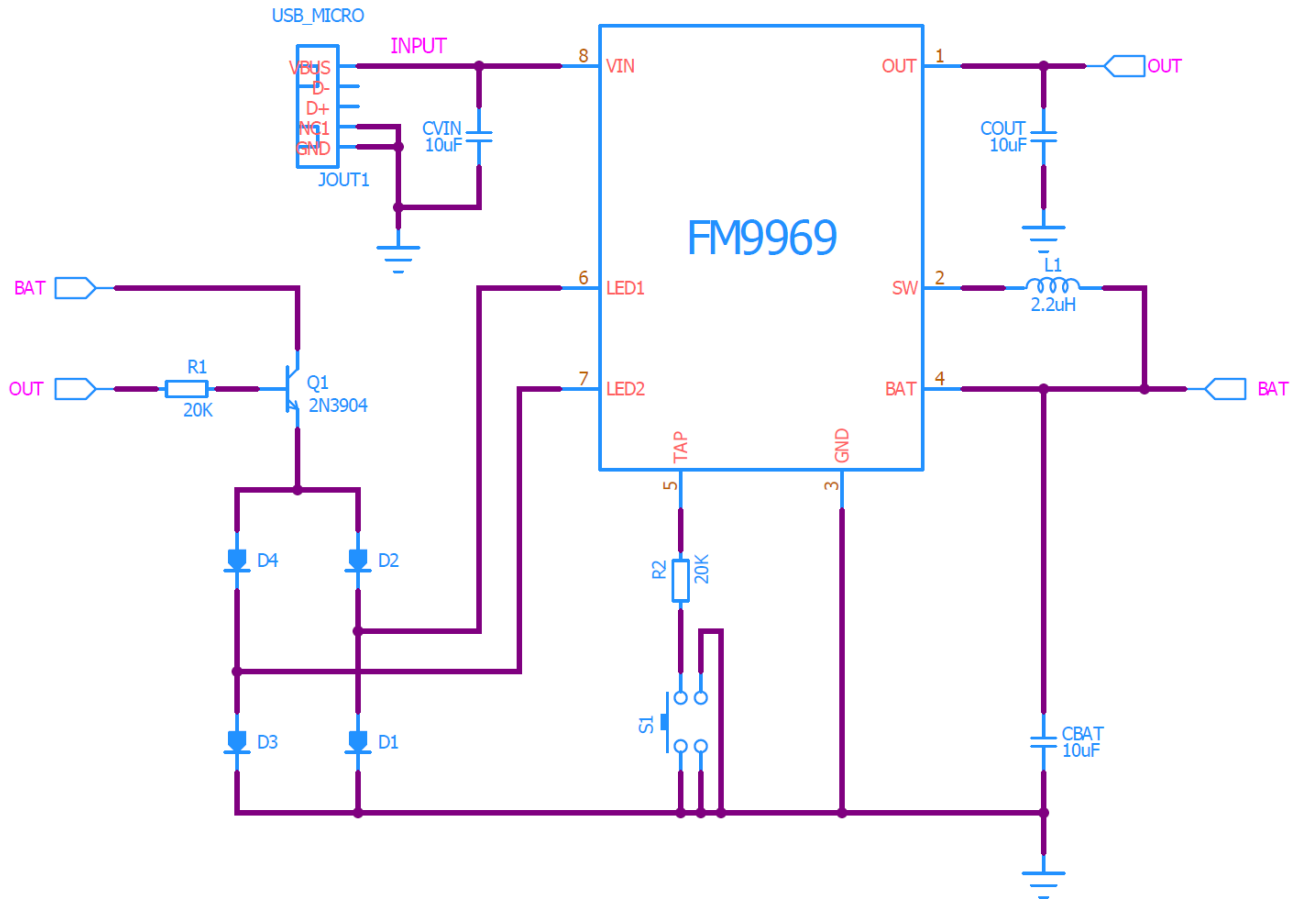 USB_MICRO
INPUT
VBUS
D-
D+
NC1
GND
JOUT1
CVIN
10uF
8
VIN
OUT
1
OUT
COUT
10uF
FM9969
BAT
6
LED1
SW
2
L1
2.2uH
OUT
R1
20K
Q1
2N3904
7
LED2
BAT
4
BAT
TAP
5
GND
3
D4
D2
R2
20K
D3
D1
S1
CBAT
10uF